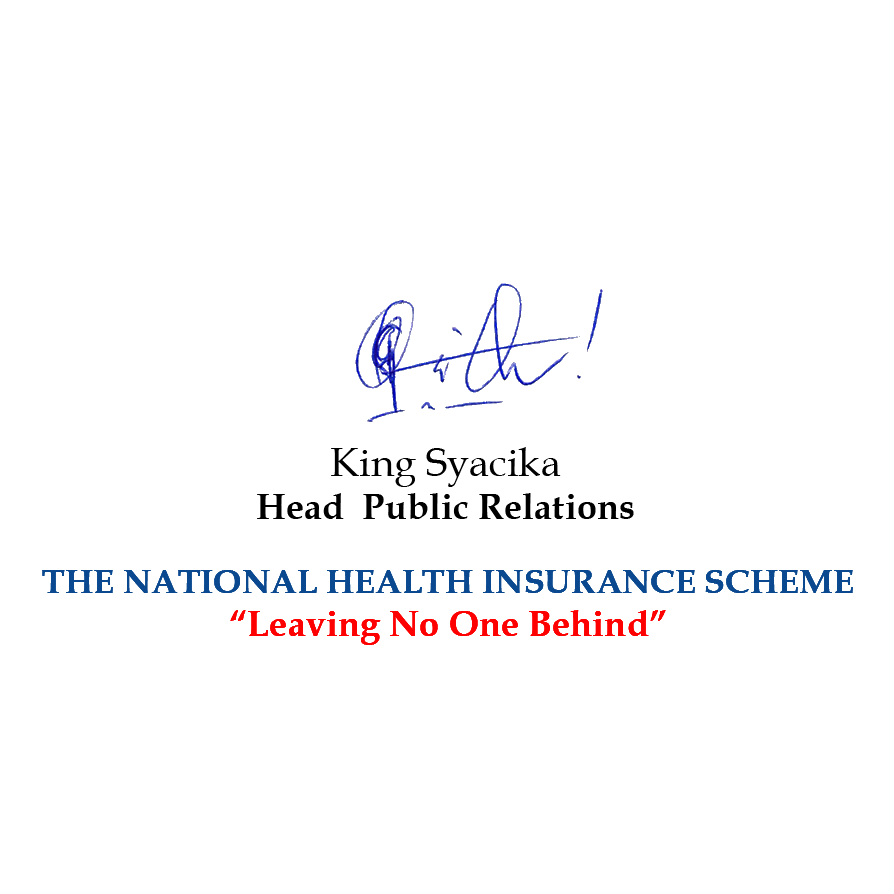 King Syacika
Head Public Relations
THE NATIONAL HEALTH INSURANCE SCHEME
“Leaving No One Behind”